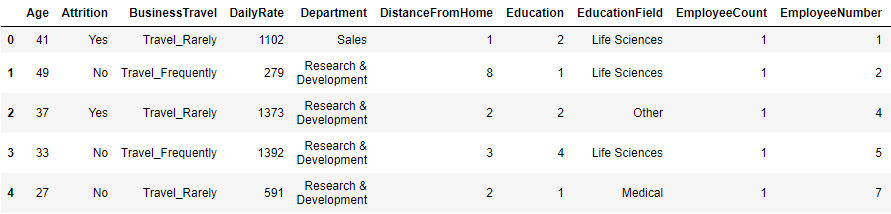 Age Attrition BusinessTravel DailyRate Department DistanceFromHome Education EducationField EmployeeCount EmployeeNumber
0 41 Yes Travel_Rarely 1102 Sales 1 2 Life Sciences 1 1
1 49 No Travel_Frequently 279 Research &
Development 8 1 Life Sciences 1 2
2 37 Yes Travel_Rarely 1373 Research &
Development 2 2 Other 1 4
3 33 No Travel_Frequently 1392 Research &
Development 3 4 Life Sciences 1 5
4 27 No Travel_Rarely 591 Research &
Development 2 1 Medical 1 7